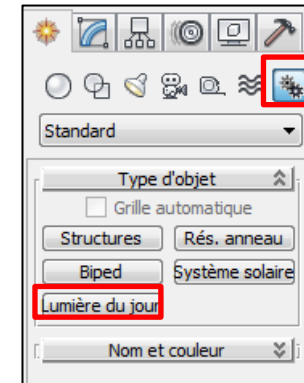 Standard
Type d'objet
Grille automatique
Structures Rés. anneau
Biped Système solaire
Lumière du jour
Nom et couleur